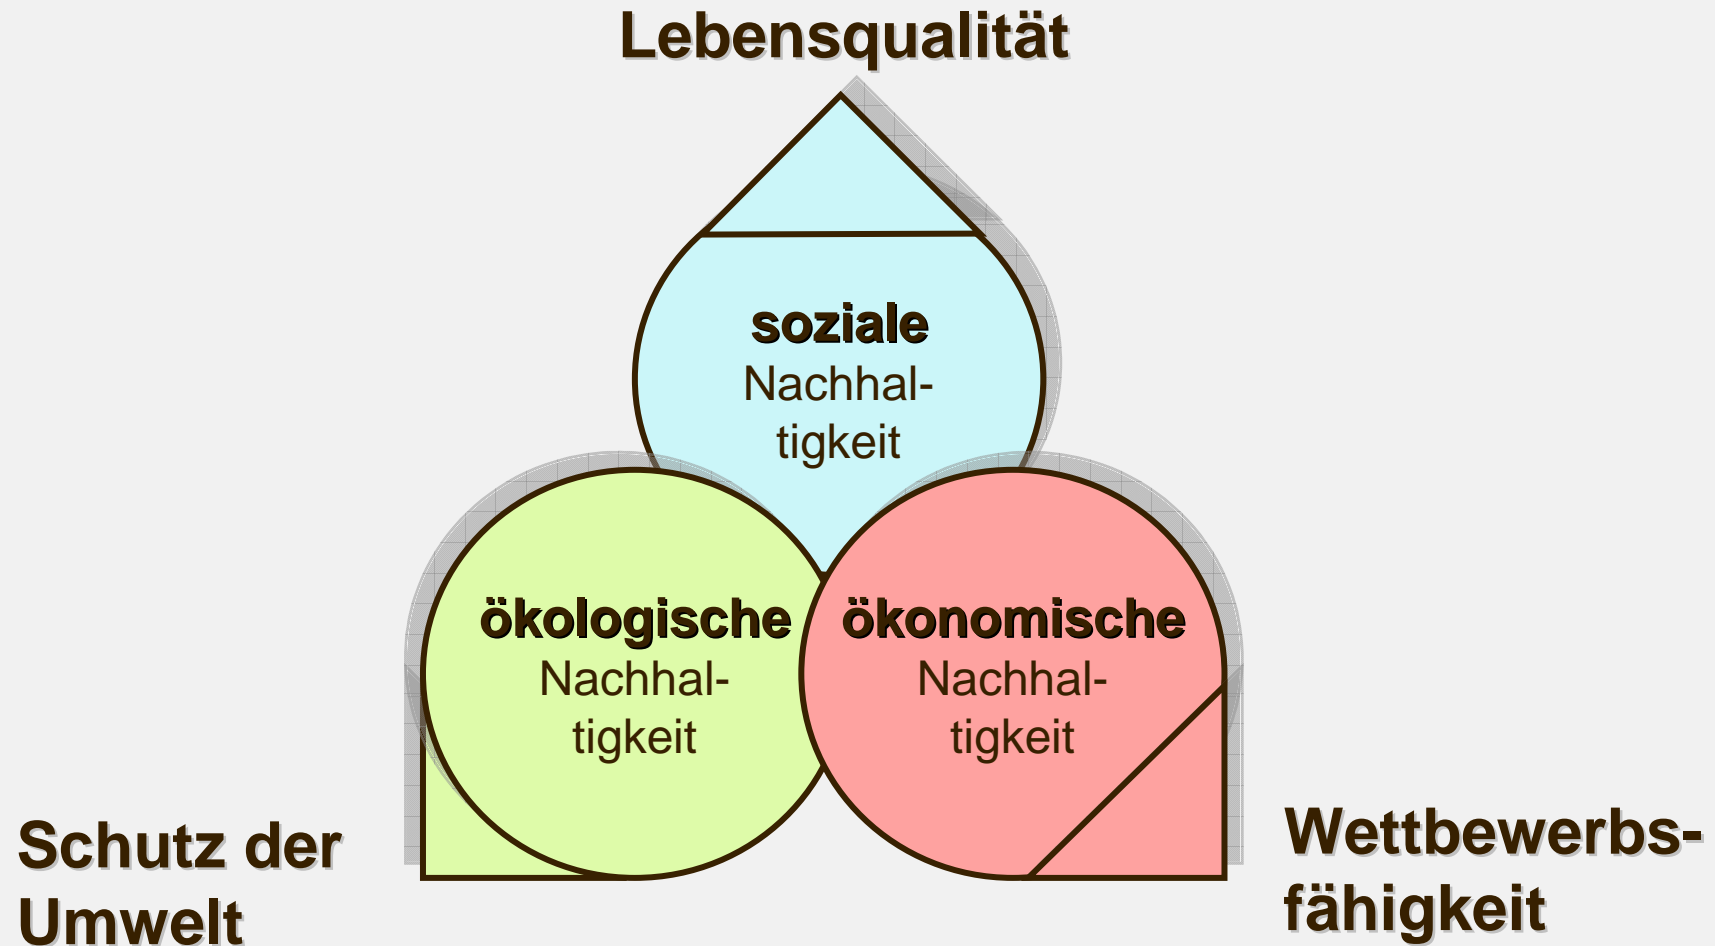 Lebensqualität
soziale
Nachhal-
tigkeit
ökologische
Nachhal-
tigkeit
ökonomische
Nachhal-
tigkeit
Schutz der
Umwelt
Wettbewerbs-
fähigkeit